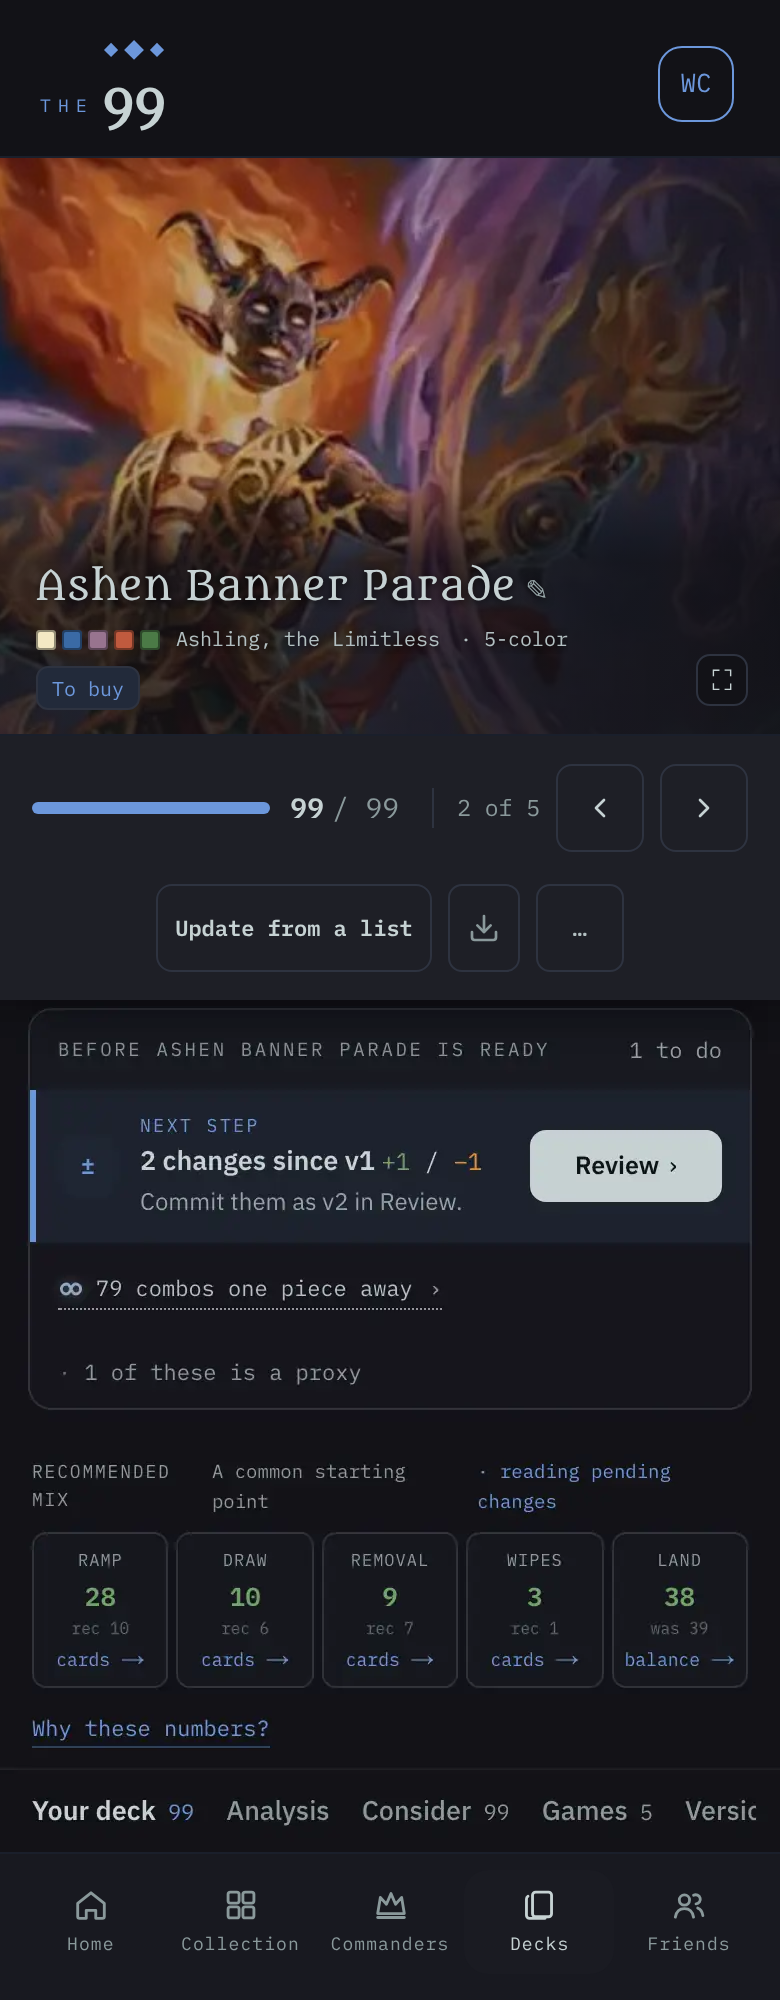 THE 99
WC
Ashen Banner Parade ✎
Ashling, the Limitless · 5-color
To buy
99 / 99
2 of 5
Update from a list
…
BEFORE ASHEN BANNER PARADE IS READY
1 to do
NEXT STEP
± 2 changes since v1 +1 / −1
Commit them as v2 in Review.
Review ›
∞ 79 combos one piece away ›
· 1 of these is a proxy
RECOMMENDED MIX
A common starting point
· reading pending changes
RAMP
28
rec 10
cards →
DRAW
10
rec 6
cards →
REMOVAL
9
rec 7
cards →
WIPES
3
rec 1
cards →
LAND
38
was 39
balance →
Why these numbers?
Your deck 99
Analysis
Consider 99
Games 5
Versic
Home
Collection
Commanders
Decks
Friends